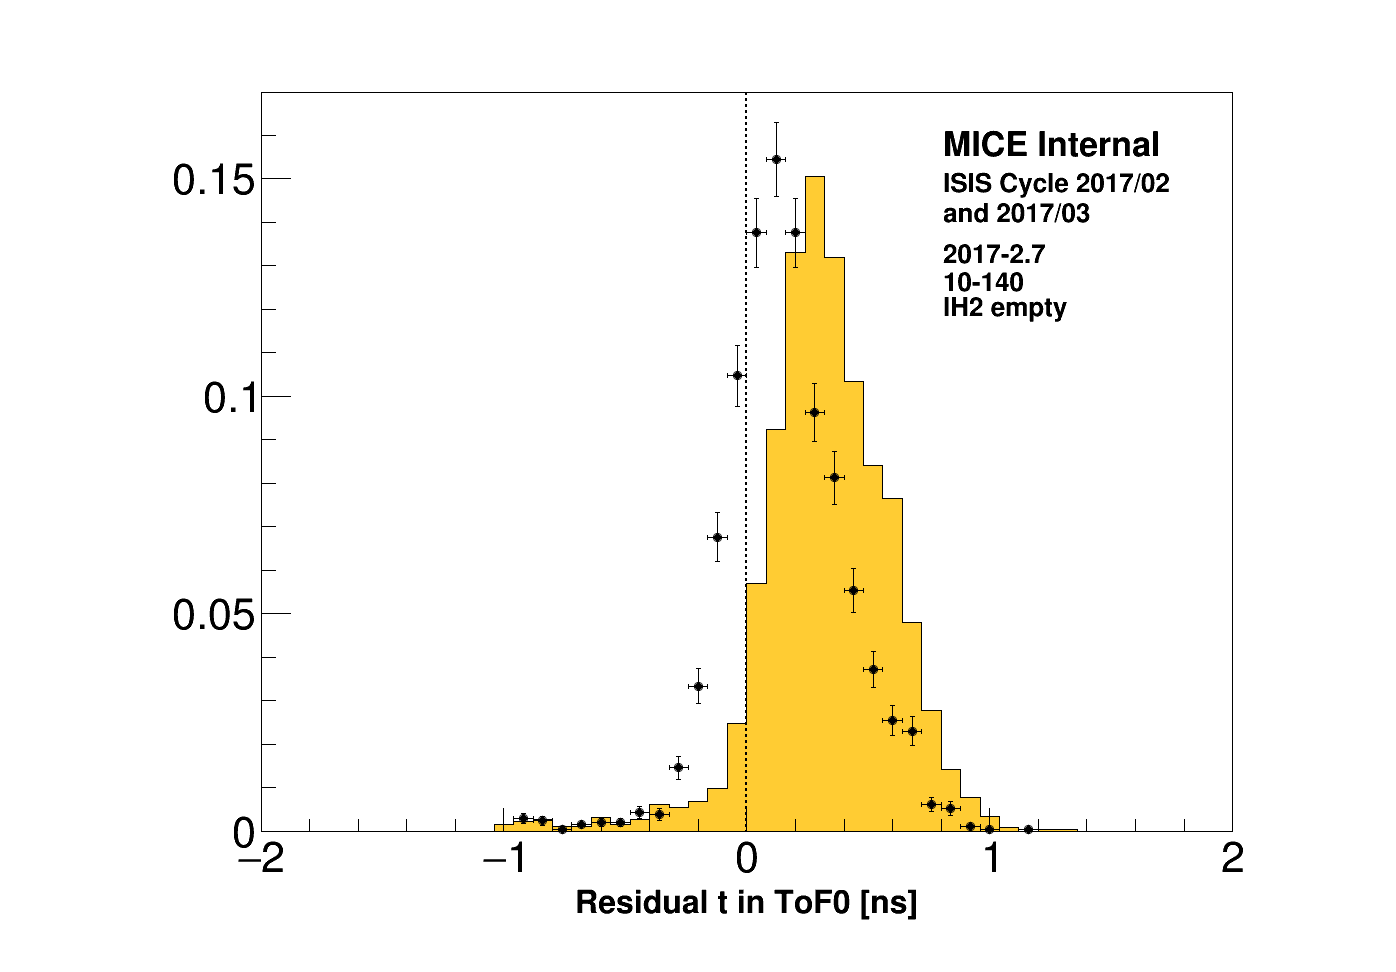 MICE Internal
ISIS Cycle 2017/02
and 2017/03
2017-2.7
10-140
IH2 empty
0.15
0.1
0.05
0
−2 −1 0 1 2
Residual t in ToF0 [ns]